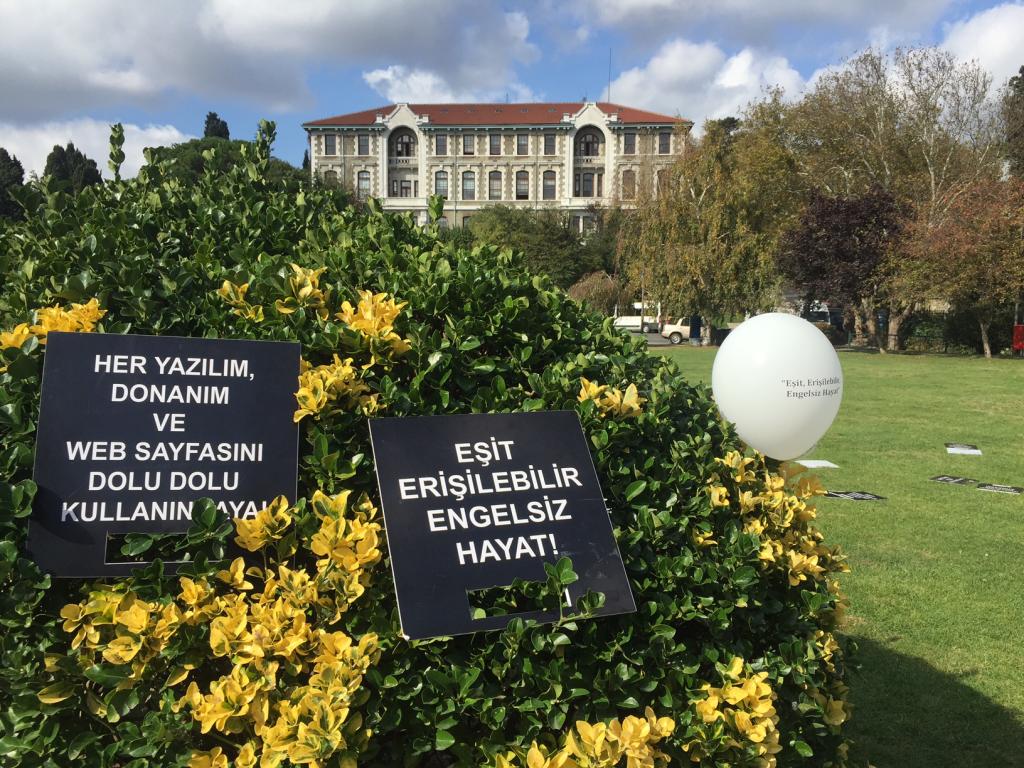 HER YAZILIM,
DONANIM
VE
WEB SAYFASINI
DOLU DOLU
EŞİT
ERİŞİLEBİLİR
ENGELSİZ
HAYAT!
"Eşit, Erişilebilir,
Engelsiz Hayat"